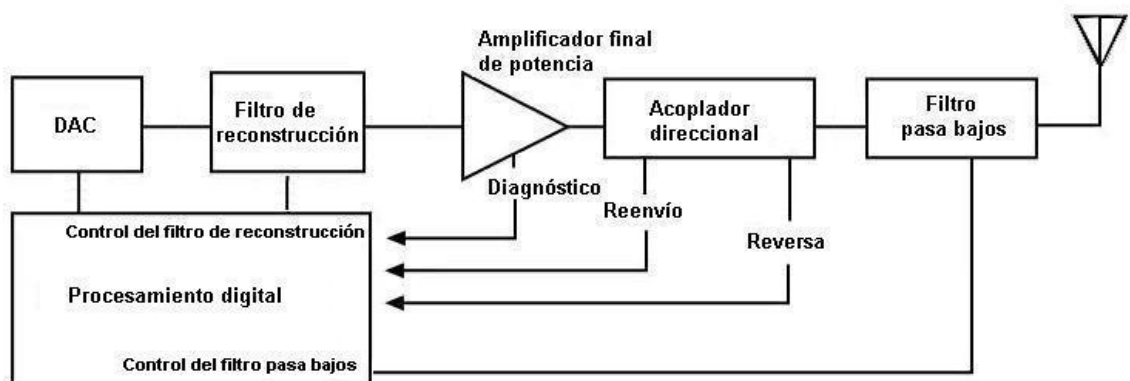 Amplificador final
de potencia
DAC
Filtro de
reconstrucción
Acoplador
direccional
Filtro
pasa bajos
Diagnóstico
Reenvío
Reversa
Control del filtro de reconstrucción
Procesamiento digital
Control del filtro pasa bajos